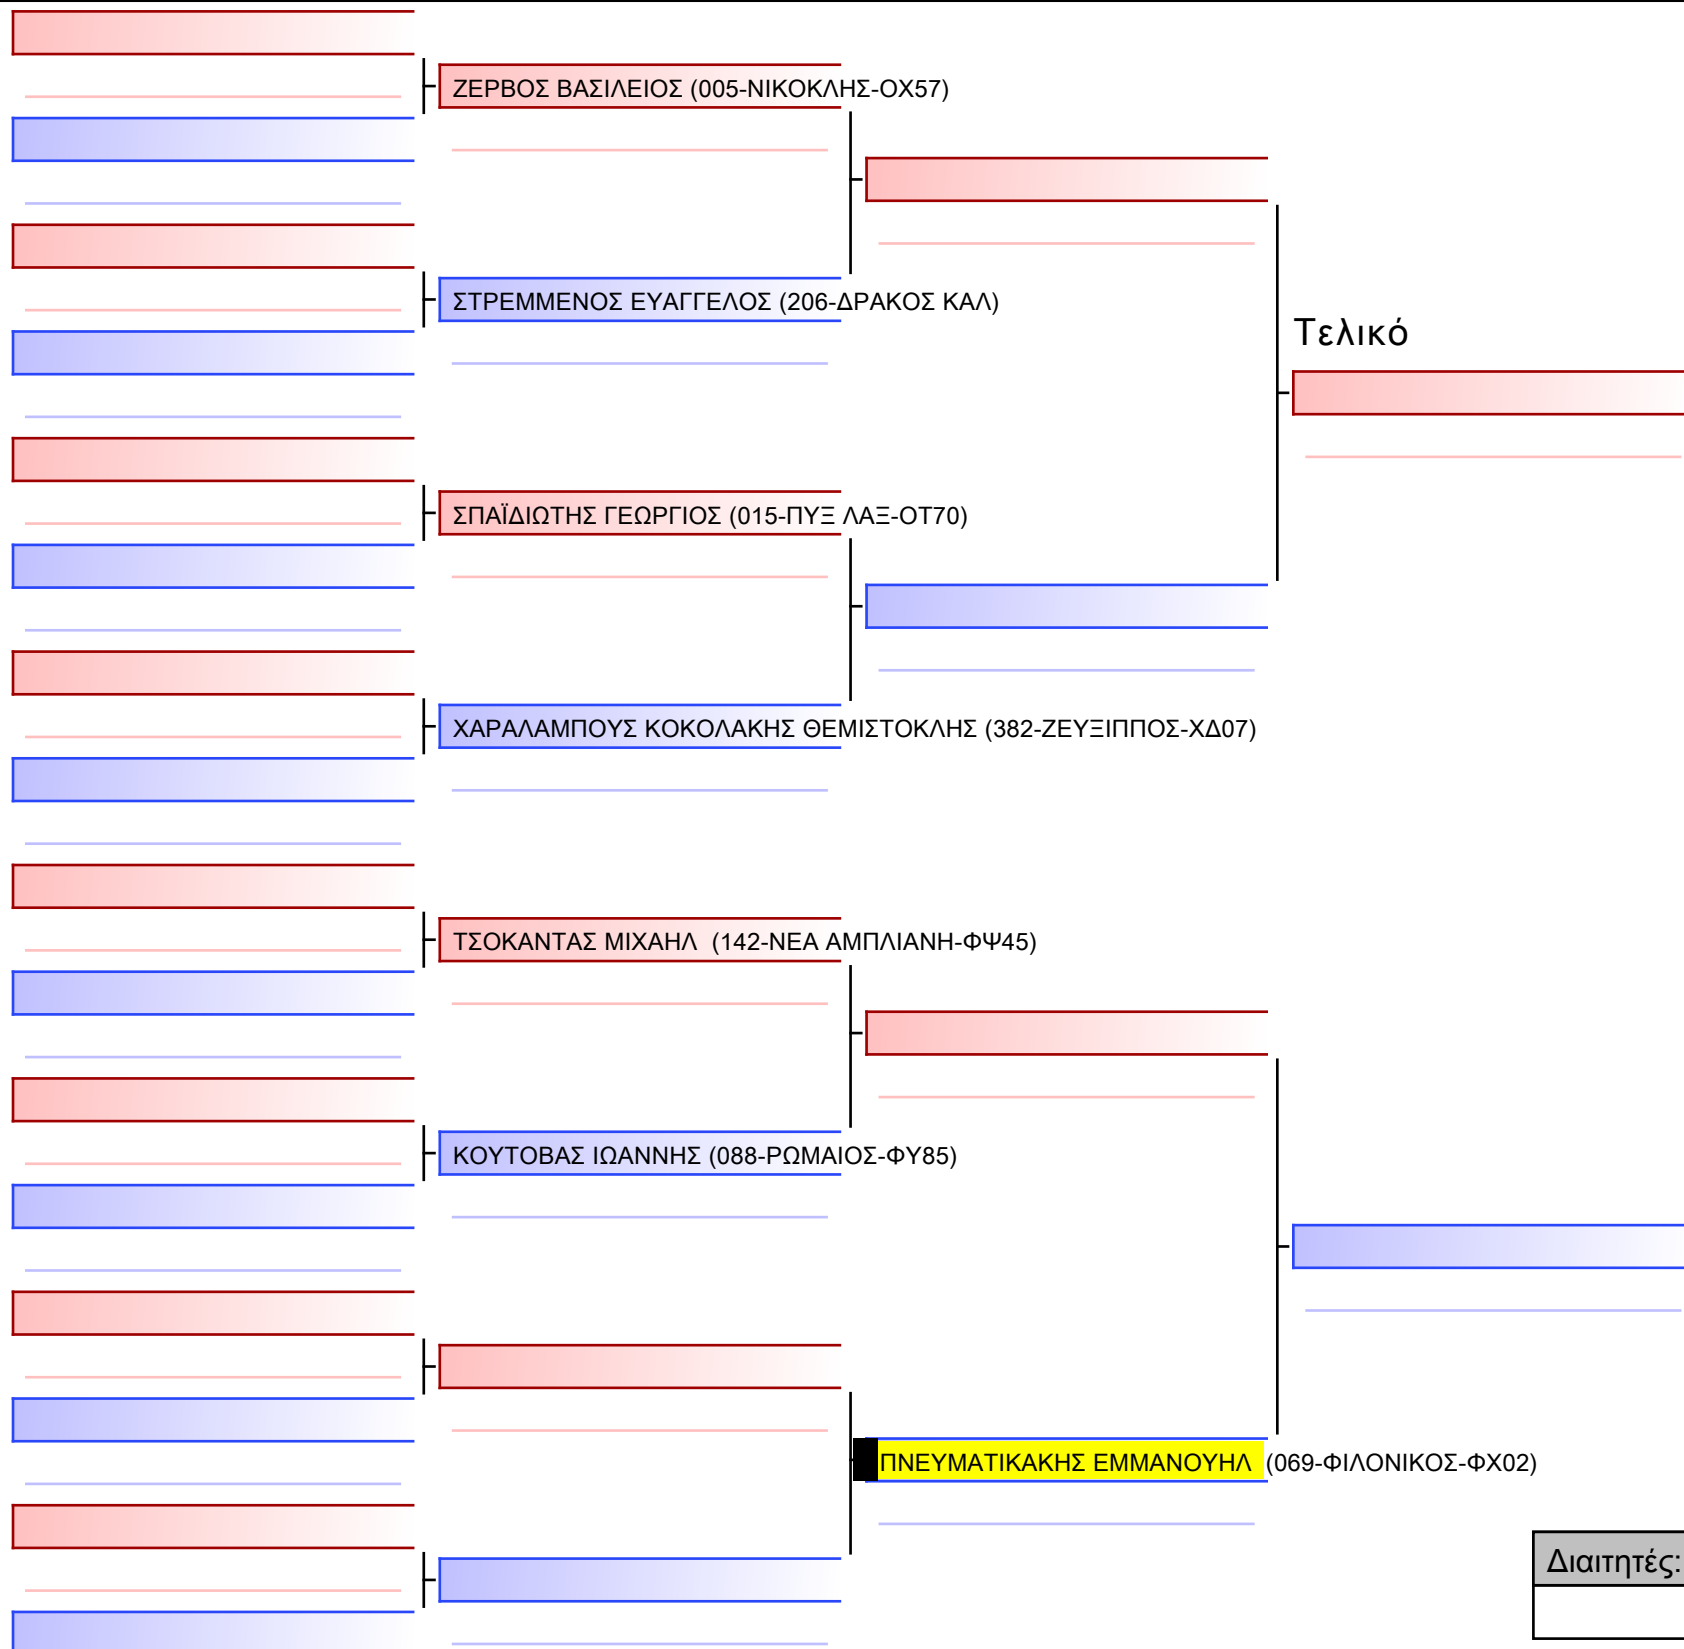 ΖΕΡΒΟΣ ΒΑΣΙΛΕΙΟΣ (005-ΝΙΚΟΚΛΗΣ-ΟΧ57)
ΣΤΡΕΜΜΕΝΟΣ ΕΥΑΓΓΕΛΟΣ (206-ΔΡΑΚΟΣ ΚΑΛ)
Τελικό
ΣΠΑΪΔΙΩΤΗΣ ΓΕΩΡΓΙΟΣ (015-ΠΥΞ ΛΑΞ-ΟΤ70)
ΧΑΡΑΛΑΜΠΟΥΣ ΚΟΚΟΛΑΚΗΣ ΘΕΜΙΣΤΟΚΛΗΣ (382-ΖΕΥΞΙΠΠΟΣ-ΧΔ07)
ΤΣΟΚΑΝΤΑΣ ΜΙΧΑΗΛ (142-ΝΕΑ ΑΜΠΛΙΑΝΗ-ΦΨ45)
ΚΟΥΤΟΒΑΣ ΙΩΑΝΝΗΣ (088-ΡΩΜΑΙΟΣ-ΦΥ85)
ΠΝΕΥΜΑΤΙΚΑΚΗΣ ΕΜΜΑΝΟΥΗΛ (069-ΦΙΛΟΝΙΚΟΣ-ΦΧ02)
Διαιτητές: